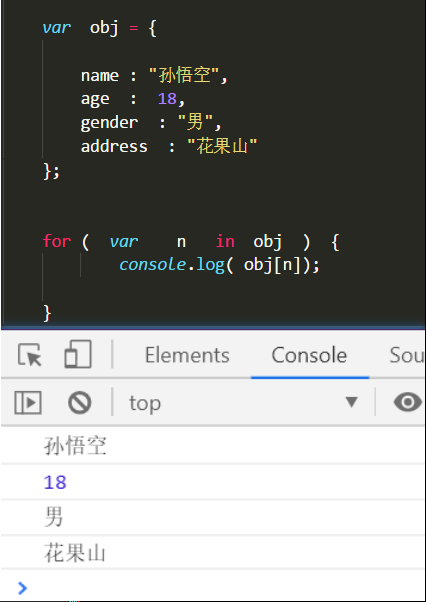 var obj = {
name : "孙悟空",
age : 18,
gender : "男",
address : "花果山"
};
for ( var n in obj ) {
console.log( obj[n]);
}
Elements Console Sou
top
孙悟空
18
男
花果山